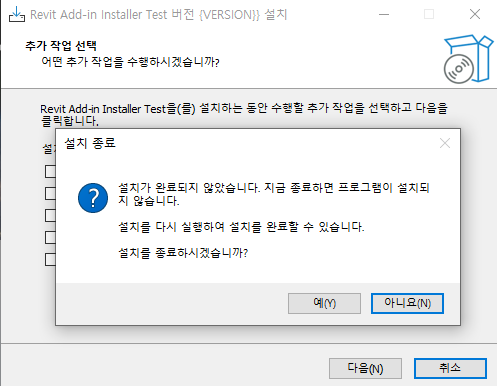 Revit Add-in Installer Test 버전 {VERSION}} 설치
추가 작업 선택
어떤 추가 작업을 수행하시겠습니까?
Revit Add-in Installer Test을(를) 설치하는 동안 수행할 추가 작업을 선택하고 다음을
클릭합니다.
설치 종료
설치가 완료되지 않았습니다. 지금 종료하면 프로그램이 설치되
지 않습니다.
설치를 다시 실행하여 설치를 완료할 수 있습니다.
설치를 종료하시겠습니까?
예(Y)
아니요(N)
다음(N)
취소